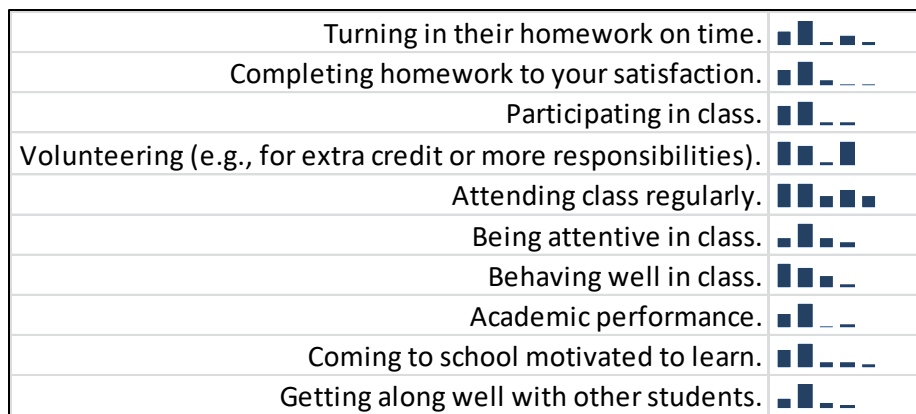 Turning in their homework on time.
Completing homework to your satisfaction.
Participating in class.
Volunteering (e.g., for extra credit or more responsibilities).
Attending class regularly.
Being attentive in class.
Behaving well in class.
Academic performance.
Coming to school motivated to learn.
Getting along well with other students.